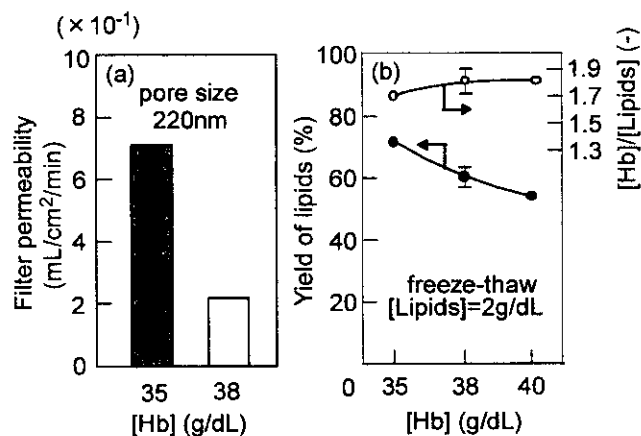 (×10⁻¹)
(a)
pore size
220nm
Filter permeability
(mL/cm²/min)
10
8
6
4
2
0
35
38
[Hb] (g/dL)
(b)
Yield of lipids (%)
100
80
60
40
20
0
freeze-thaw
[Lipids]=2g/dL
35
38
40
[Hb] (g/dL)
1.9
1.7
1.5
1.3
[Hb]/[Lipids] (-)